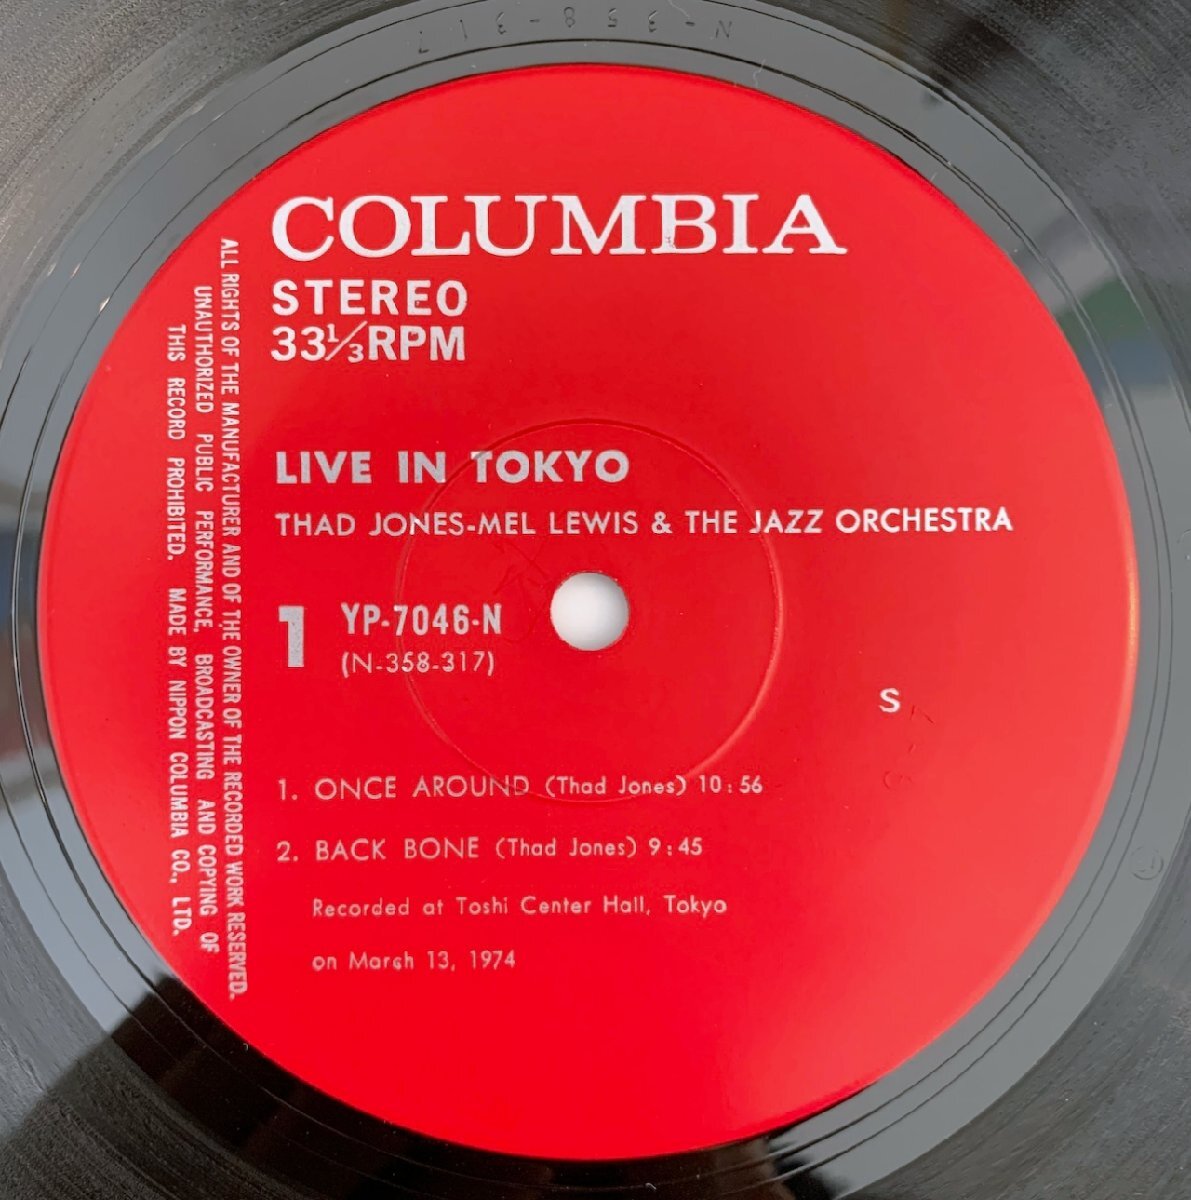 N-358-317
COLUMBIA
STEREO
33⅓RPM
LIVE IN TOKYO
THAD JONES-MEL LEWIS & THE JAZZ ORCHESTRA
1 YP-7046-N
(N-358-317)
S
1. ONCE AROUND (Thad Jones) 10:56
2. BACK BONE (Thad Jones) 9:45
Recorded at Toshi Center Hall, Tokyo
on March 13, 1974
ALL RIGHTS OF THE MANUFACTURER AND OF THE OWNER OF THE RECORDED WORK RESERVED.
UNAUTHORIZED PUBLIC PERFORMANCE, BROADCASTING AND COPYING OF
THIS RECORD PROHIBITED. MADE BY NIPPON COLUMBIA CO., LTD.